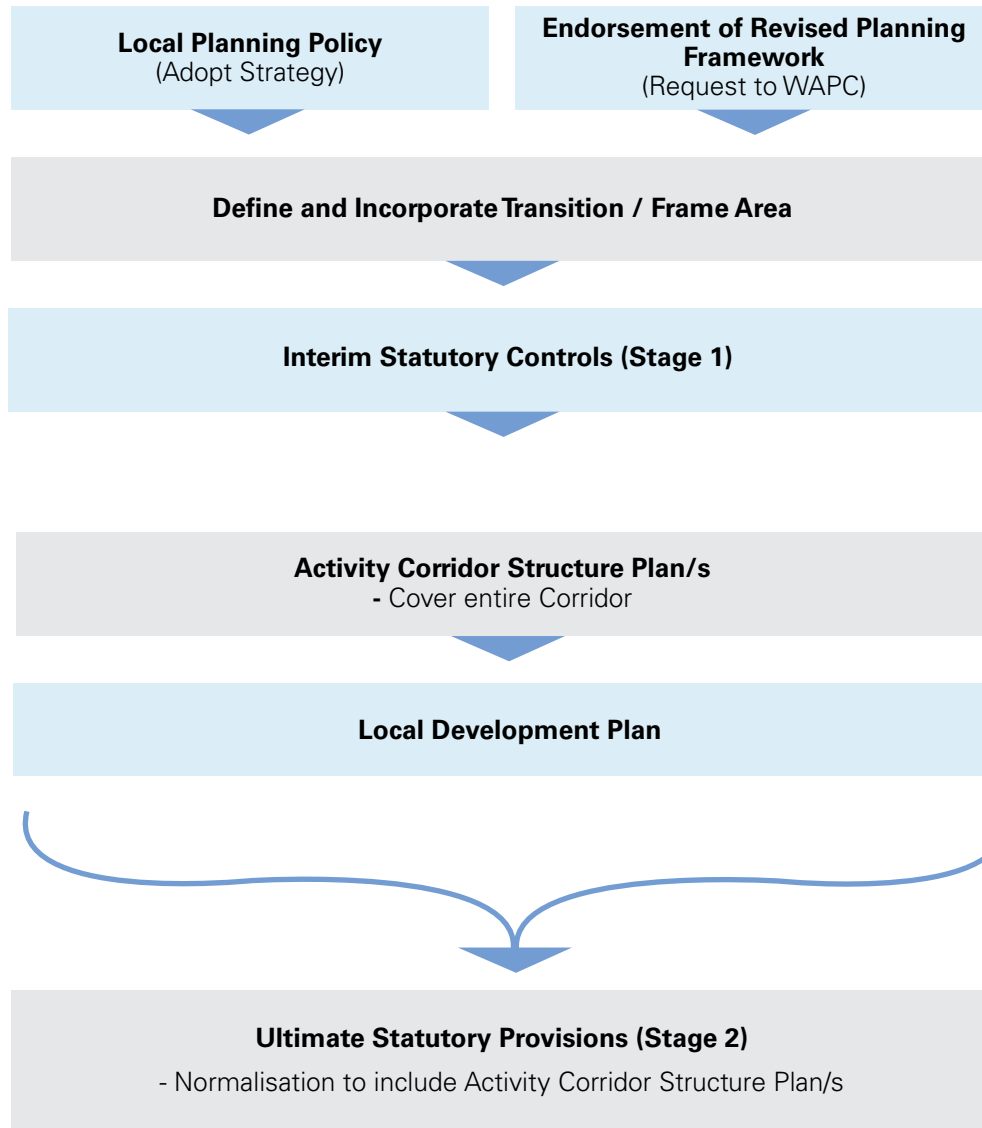 Local Planning Policy
(Adopt Strategy)
Endorsement of Revised Planning
Framework
(Request to WAPC)
Define and Incorporate Transition / Frame Area
Interim Statutory Controls (Stage 1)
Activity Corridor Structure Plan/s
- Cover entire Corridor
Local Development Plan
Ultimate Statutory Provisions (Stage 2)
- Normalisation to include Activity Corridor Structure Plan/s